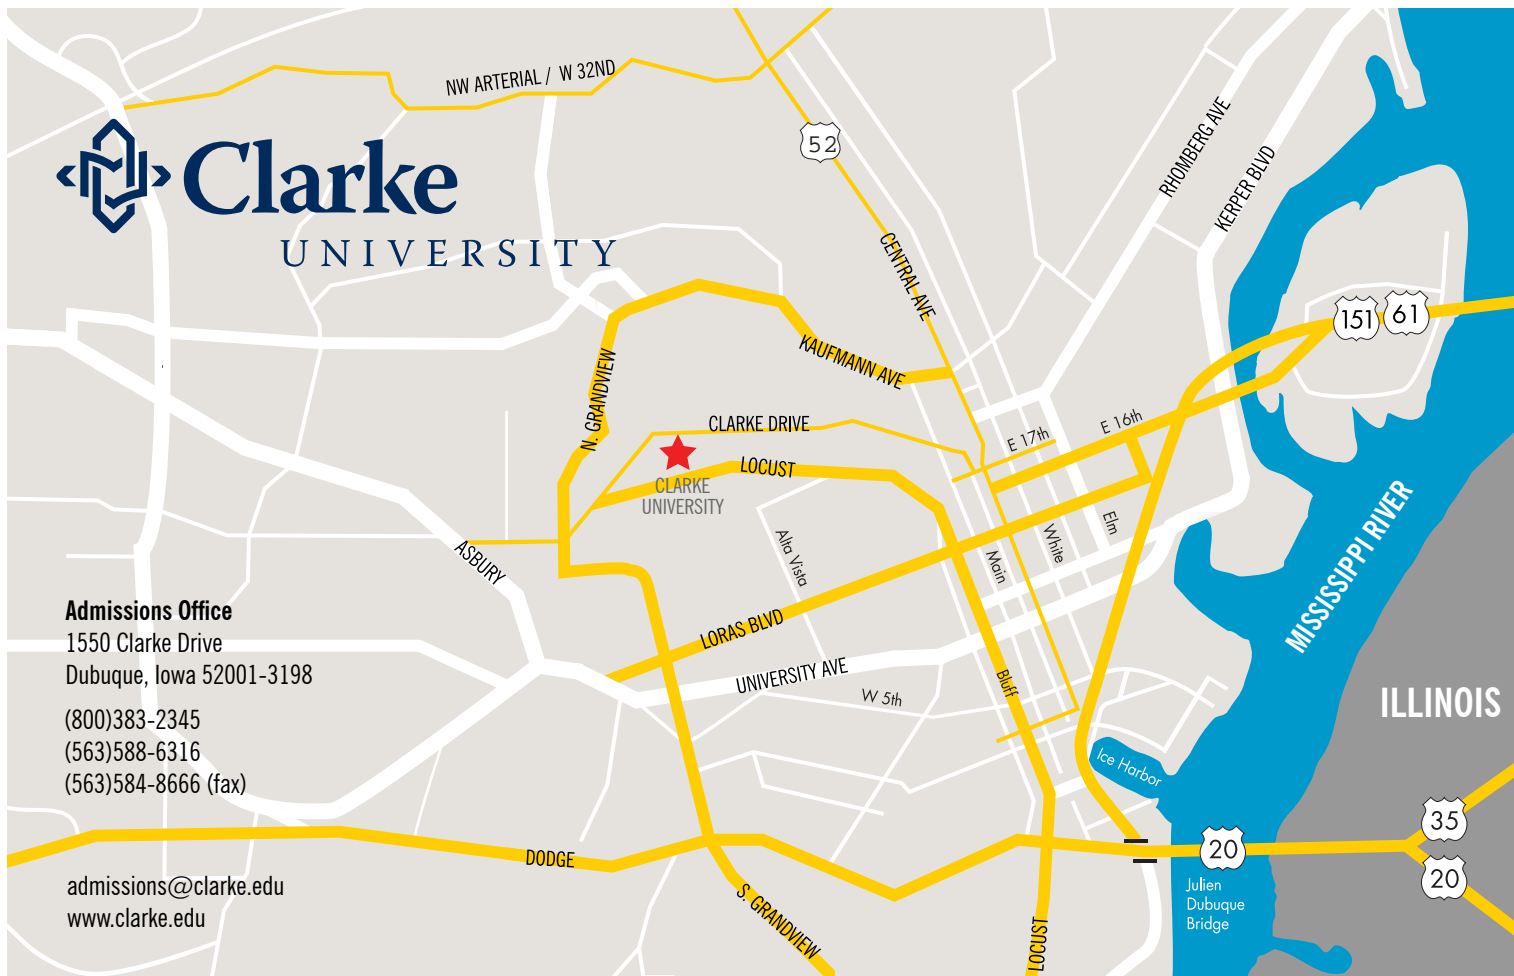 NW ARTERIAL / W 32ND
52
Clarke
UNIVERSITY
RHOMBERG AVE
KERPER BLVD
CENTRAL AVE
151
61
KAUFMANN AVE
N. GRANDVIEW
CLARKE DRIVE
E 17th
E 16th
LOCUST
CLARKE
UNIVERSITY
ASBURY
Alta Vista
Main
White
Elm
MISSISSIPPI RIVER
Admissions Office
1550 Clarke Drive
Dubuque, Iowa 52001-3198
(800)383-2345
(563)588-6316
(563)584-8666 (fax)
admissions@clarke.edu
www.clarke.edu
LORAS BLVD
UNIVERSITY AVE
W 5th
Bluff
ILLINOIS
Ice Harbor
35
20
20
Julien
Dubuque
Bridge
DODGE
S. GRANDVIEW
LOCUST